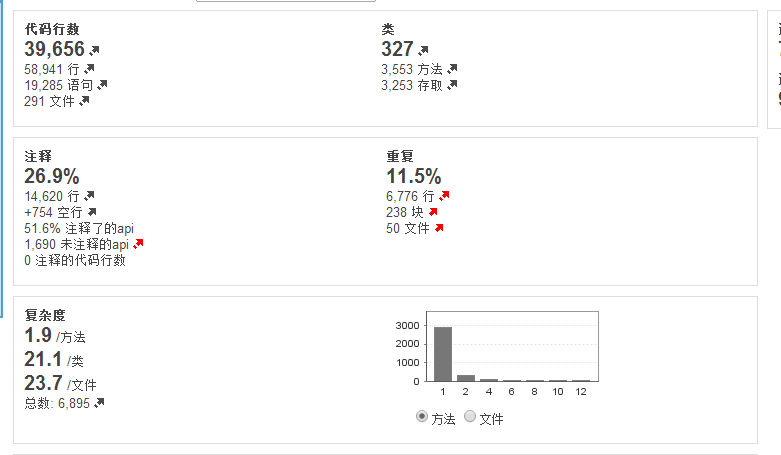 代码行数
39,656
58,941 行
19,285 语句
291 文件
类
327
3,553 方法
3,253 存取
注释
26.9%
14,620 行
+754 空行
51.6% 注释了的api
1,690 未注释的api
0 注释的代码行数
重复
11.5%
6,776 行
238 块
50 文件
复杂度
1.9 /方法
21.1 /类
23.7 /文件
总数: 6,895
3000
2000
1000
0
1 2 4 6 8 10 12
方法 文件